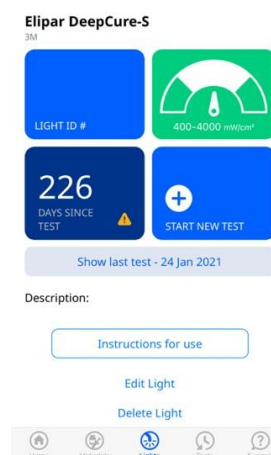 Elipar DeepCure-S
3M
LIGHT ID #
400-4000 mW/cm²
226
DAYS SINCE
TEST
START NEW TEST
Show last test - 24 Jan 2021
Description:
Instructions for use
Edit Light
Delete Light
Lights